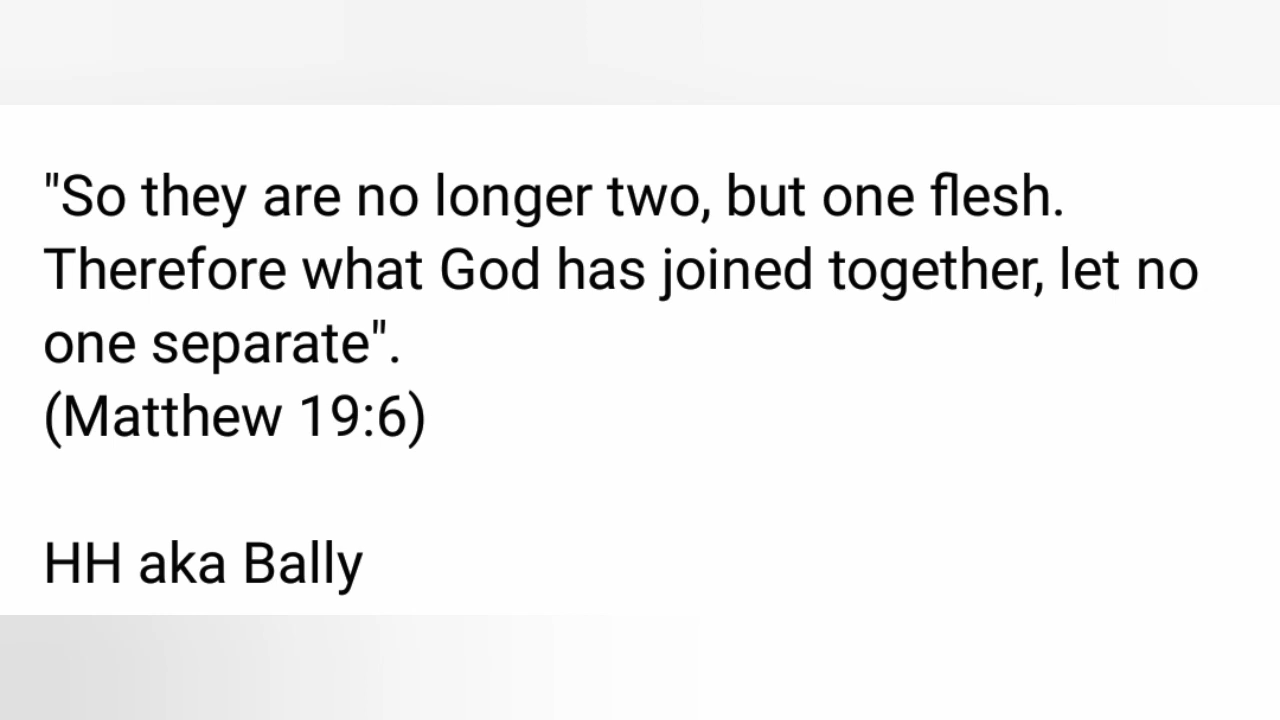 "So they are no longer two, but one flesh.
Therefore what God has joined together, let no
one separate".
(Matthew 19:6)
HH aka Bally